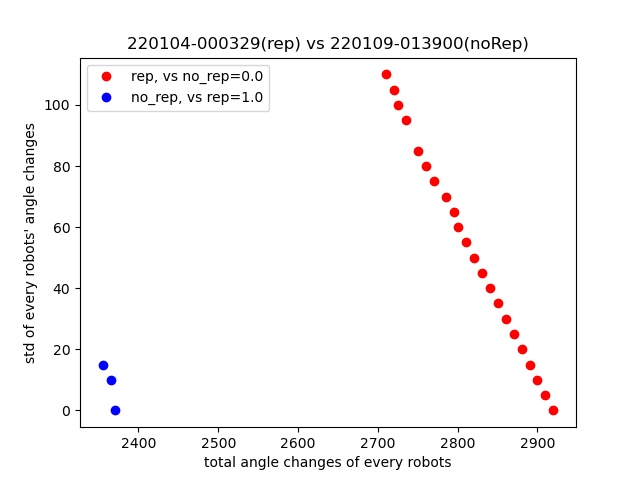 220104-000329(rep) vs 220109-013900(noRep)
rep, vs no_rep=0.0
no_rep, vs rep=1.0
std of every robots' angle changes
100
80
60
40
20
0
2400 2500 2600 2700 2800 2900
total angle changes of every robots